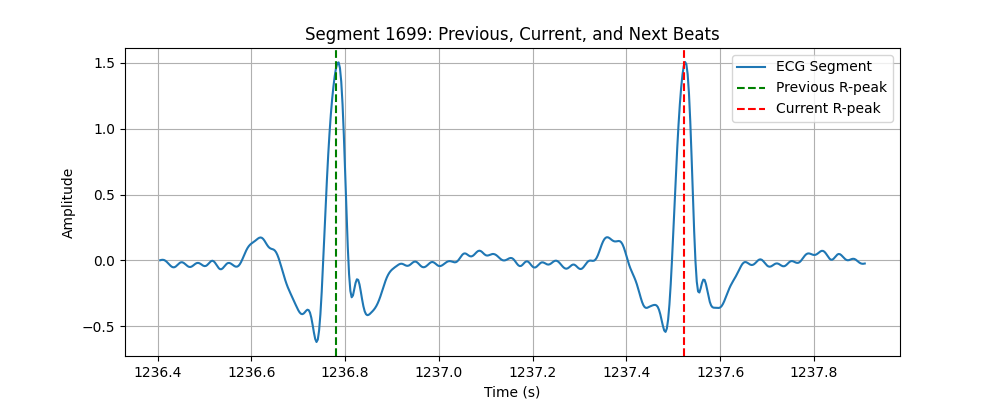 Segment 1699: Previous, Current, and Next Beats
ECG Segment
Previous R-peak
Current R-peak
Amplitude
1.5
1.0
0.5
0.0
−0.5
1236.4 1236.6 1236.8 1237.0 1237.2 1237.4 1237.6 1237.8
Time (s)